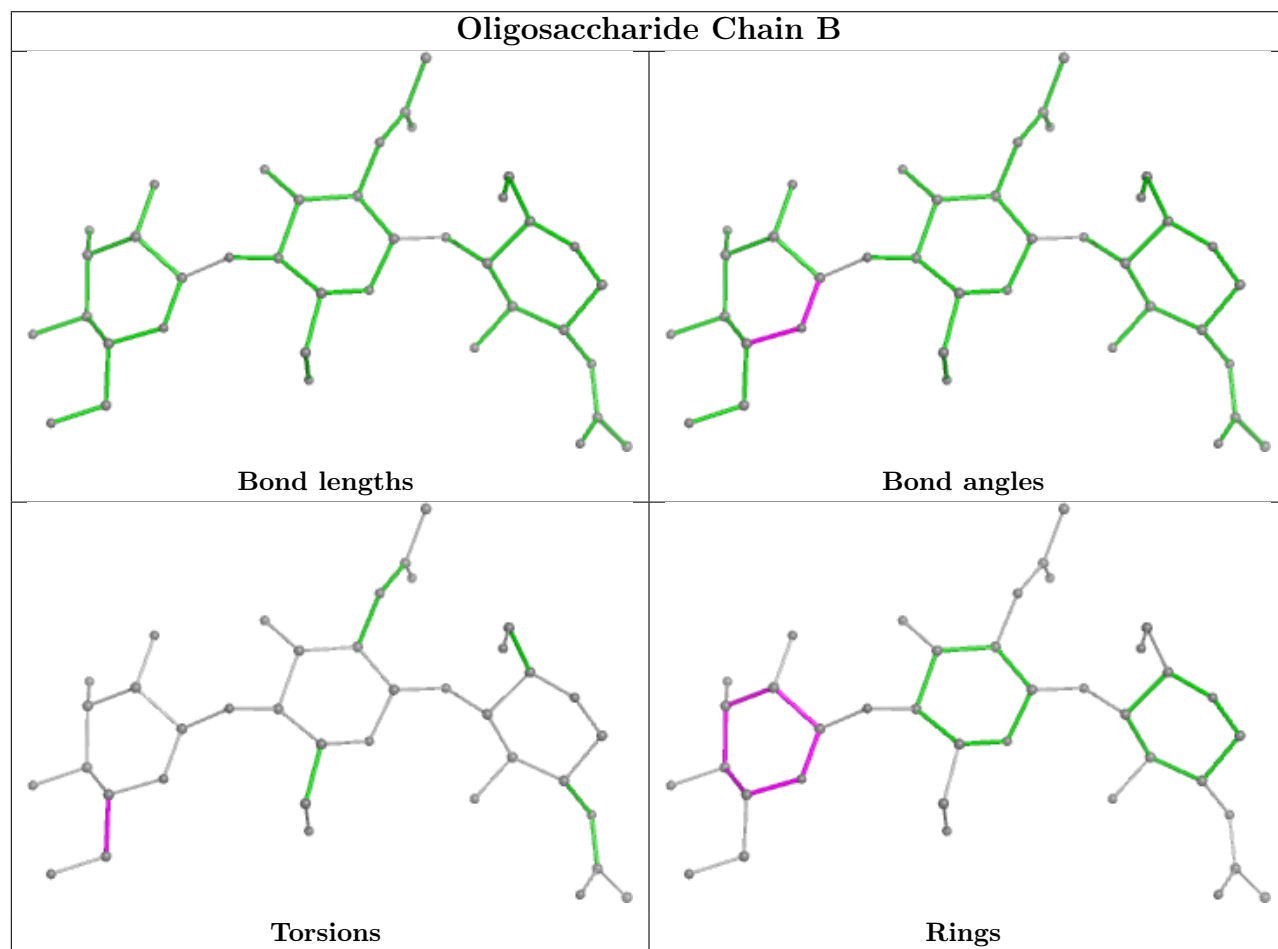 Oligosaccharide Chain B
Bond lengths
Bond angles
Torsions
Rings